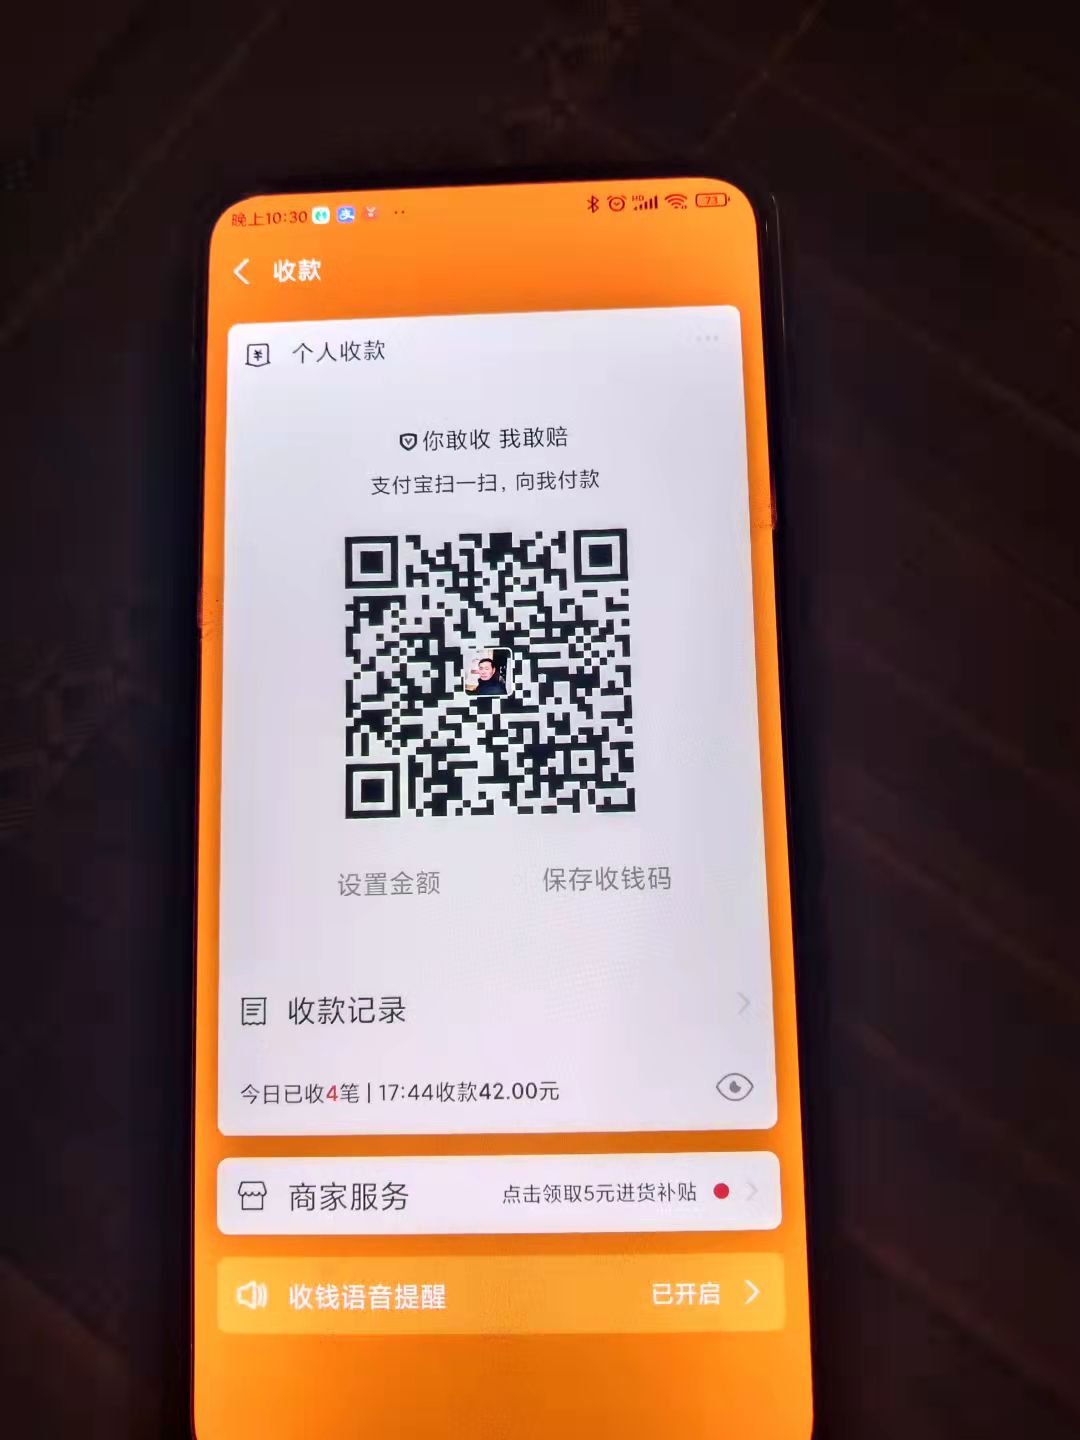 晚上10:30
支
HD
73
收款
个人收款
你敢收 我敢赔
支付宝扫一扫，向我付款
设置金额
保存收钱码
收款记录
今日已收4笔 | 17:44收款42.00元
商家服务
点击领取5元进货补贴
收钱语音提醒
已开启